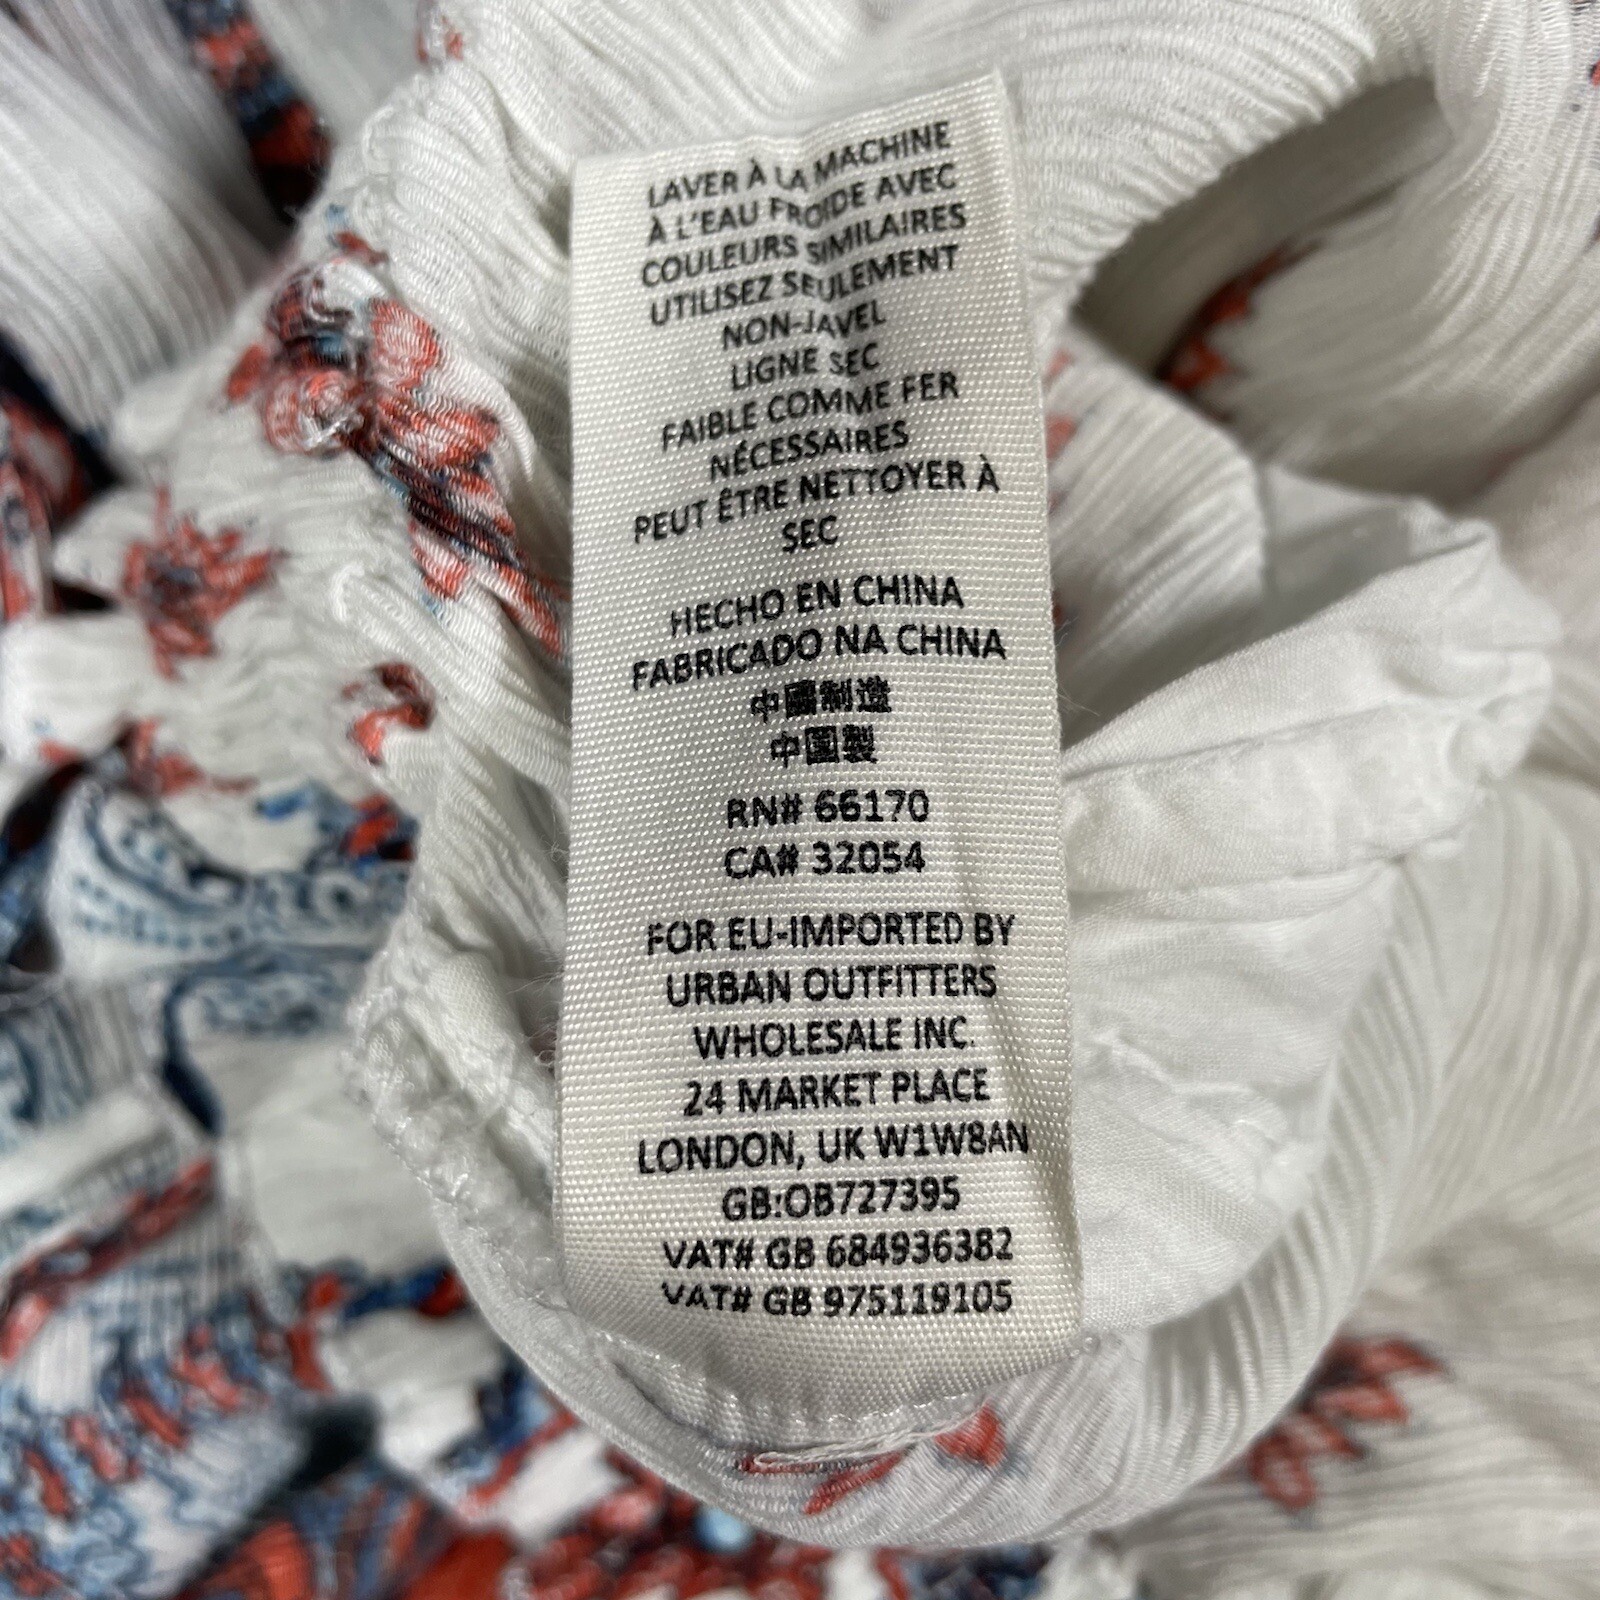 LAVER À LA MACHINE
À L'EAU FROIDE AVEC
COULEURS SIMILAIRES
UTILISEZ SEULEMENT
NON-JAVEL
LIGNE SEC
FAIBLE COMME FER
NÉCESSAIRES
PEUT ÊTRE NETTOYER À
SEC
HECHO EN CHINA
FABRICADO NA CHINA
中國制造
中国製
RN# 66170
CA# 32054
FOR EU-IMPORTED BY
URBAN OUTFITTERS
WHOLESALE INC.
24 MARKET PLACE
LONDON, UK W1W8AN
GB:OB727395
VAT# GB 684936382
VAT# GB 975119105